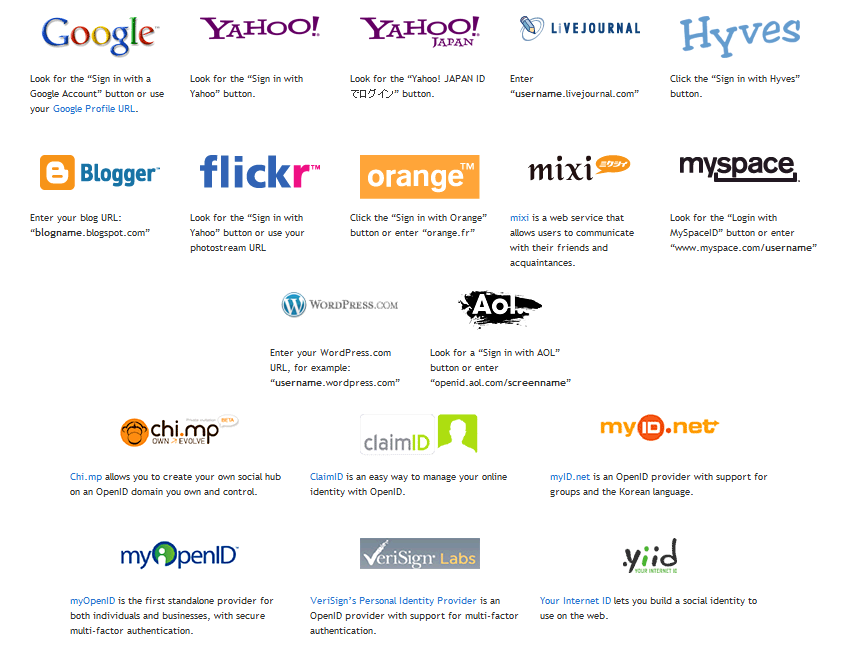 Google™
YAHOO!
YAHOO!
JAPAN
LiVEJOURNAL
Hyves
Look for the “Sign in with a
Google Account” button or use
your Google Profile URL.
Look for the “Sign in with
Yahoo” button.
Look for the “Yahoo! JAPAN ID
でログイン” button.
Enter
“username.livejournal.com”
Click the “Sign in with Hyves”
button.
Blogger™
flickr™
orange™
mixi ミクシィ
myspace
Enter your blog URL:
“blogname.blogspot.com”
Look for the “Sign in with
Yahoo” button or use your
photostream URL
Click the “Sign in with Orange”
button or enter “orange.fr”
mixi is a web service that
allows users to communicate
with their friends and
acquaintances.
Look for the “Login with
MySpaceID” button or enter
“www.myspace.com/username”
WORDPRESS.COM
Aol.
Enter your WordPress.com
URL, for example:
“username.wordpress.com”
Look for a “Sign in with AOL”
button or enter
“openid.aol.com/screenname”
BETA
chi.mp
OWN EVOLVE
claimID
myID.net
Chi.mp allows you to create your own social hub
on an OpenID domain you own and control.
ClaimID is an easy way to manage your online
identity with OpenID.
myID.net is an OpenID provider with support for
groups and the Korean language.
myOpenID™
VeriSign Labs
.yiid
YOUR INTERNET ID
myOpenID is the first standalone provider for
both individuals and businesses, with secure
multi-factor authentication.
VeriSign’s Personal Identity Provider is an
OpenID provider with support for multi-factor
authentication.
Your Internet ID lets you build a social identity to
use on the web.